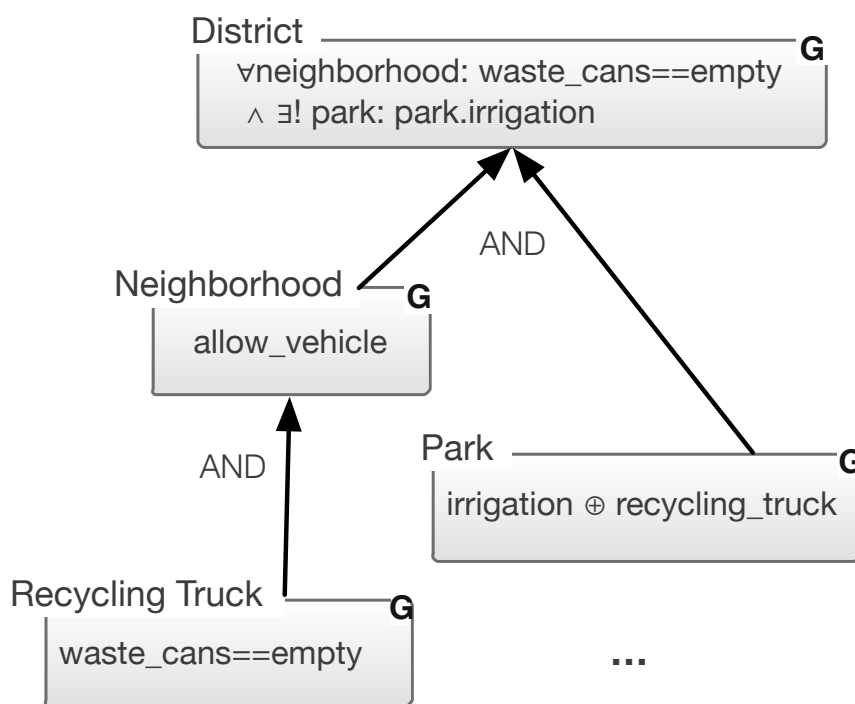 District
G
∀neighborhood: waste_cans==empty
∧ ∃! park: park.irrigation
AND
Neighborhood
G
allow_vehicle
AND
Park
G
irrigation ⊕ recycling_truck
Recycling Truck
G
waste_cans==empty
...